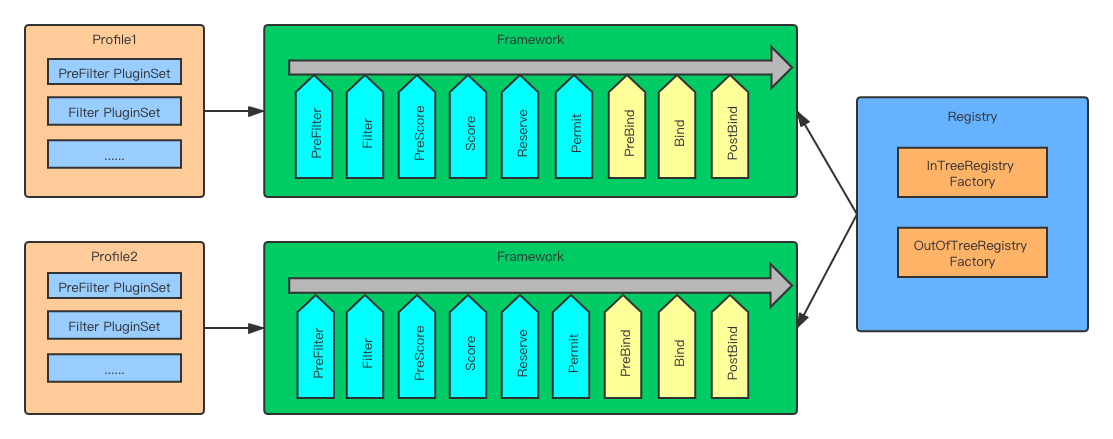 Profile1
PreFilter PluginSet
Filter PluginSet
......
Framework
PreFilter
Filter
PreScore
Score
Reserve
Permit
PreBind
Bind
PostBind
Registry
InTreeRegistry
Factory
OutOfTreeRegistry
Factory
Profile2
PreFilter PluginSet
Filter PluginSet
......
Framework
PreFilter
Filter
PreScore
Score
Reserve
Permit
PreBind
Bind
PostBind